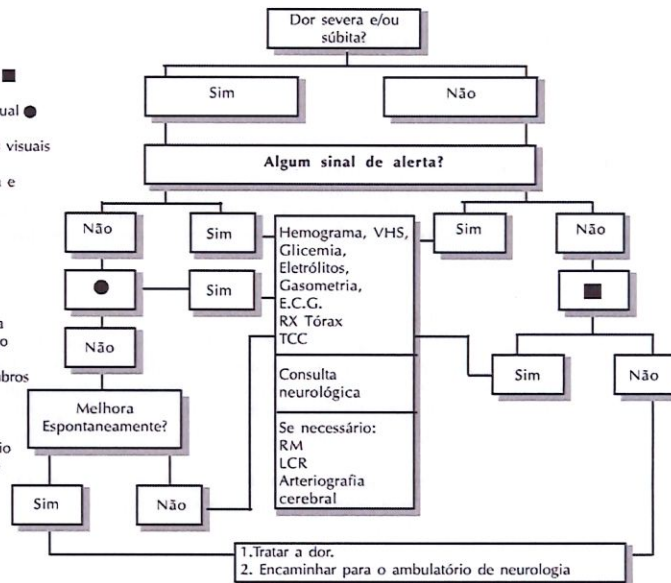 Dor severa e/ou
súbita?
Sim
Não
visuais
e
Algum sinal de alerta?
Não
Sim
Hemograma, VHS,
Glicemia,
Eletrólitos,
Gasometria,
E.C.G.
RX Tórax
TCC
Sim
Não
Sim
Não
Sim
Não
Consulta
neurológica
Melhora
Espontaneamente?
Se necessário:
RM
LCR
Arteriografia
cerebral
Sim
Não
1.Tratar a dor.
2. Encaminhar para o ambulatório de neurologia